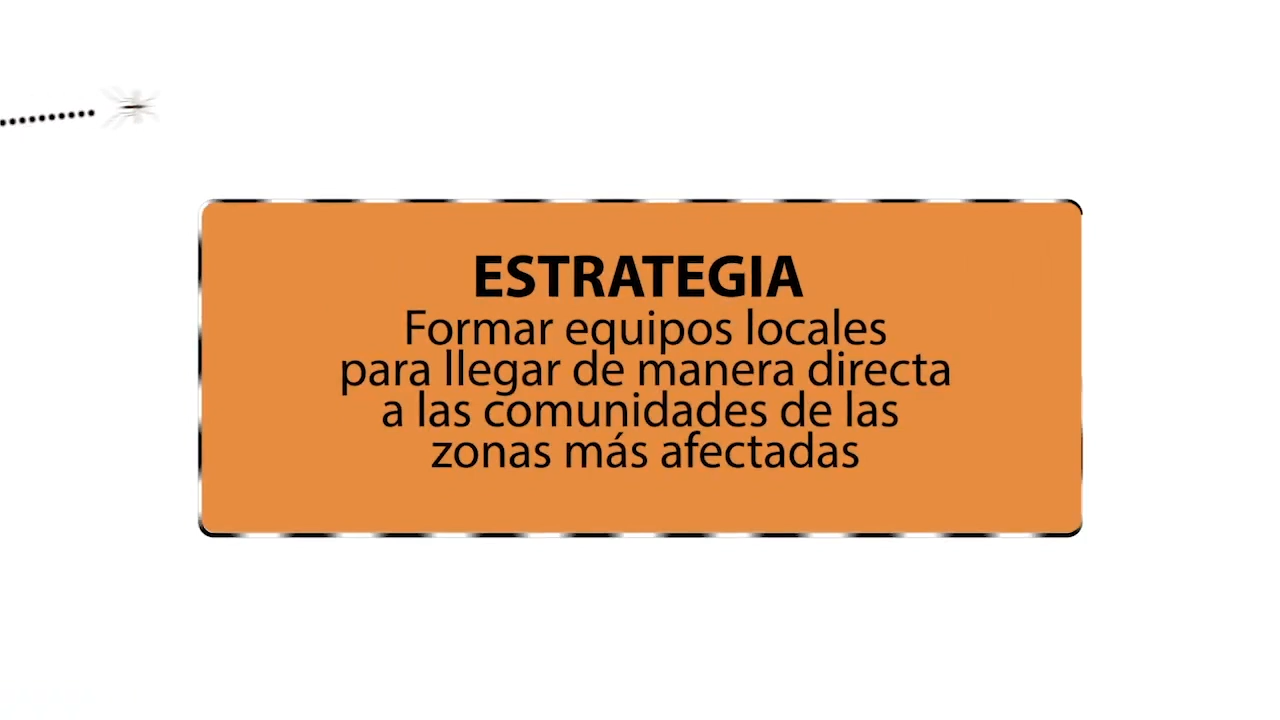 ESTRATEGIA
Formar equipos locales
para llegar de manera directa
a las comunidades de las
zonas más afectadas